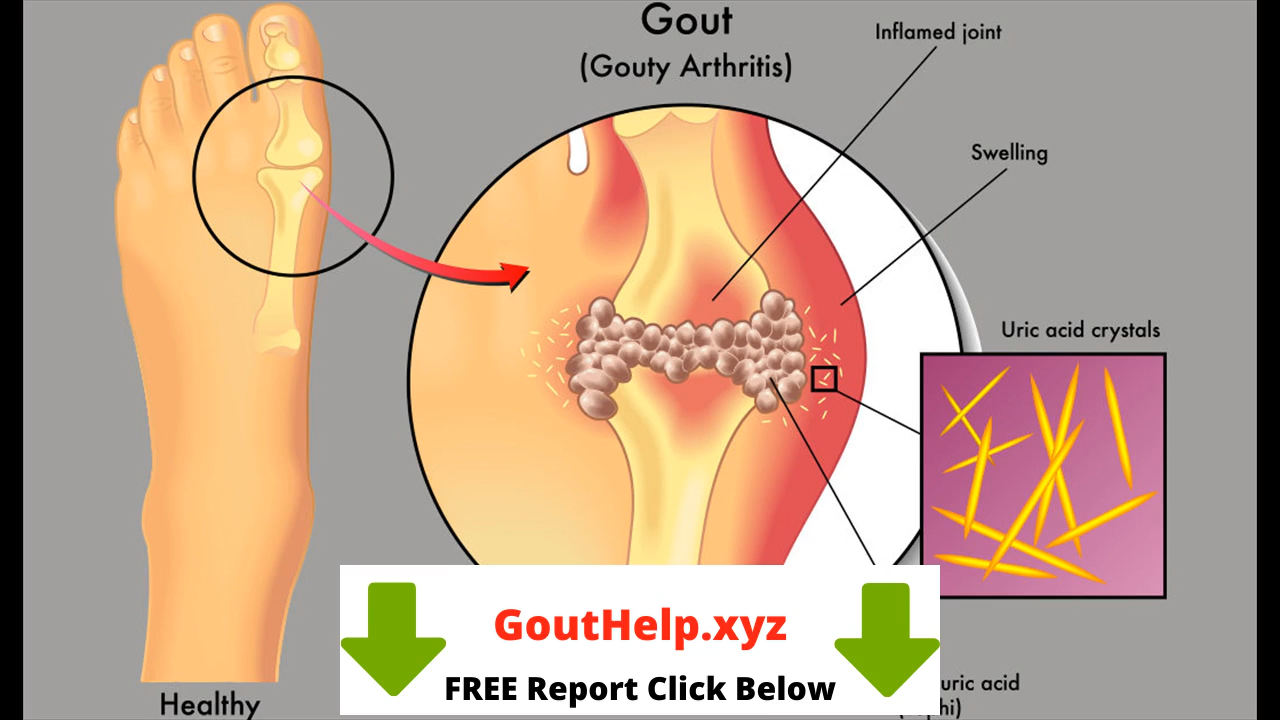 Gout
(Gouty Arthritis)
Inflamed joint
Swelling
Uric acid crystals
GoutHelp.xyz
FREE Report Click Below
uric acid
Healthy